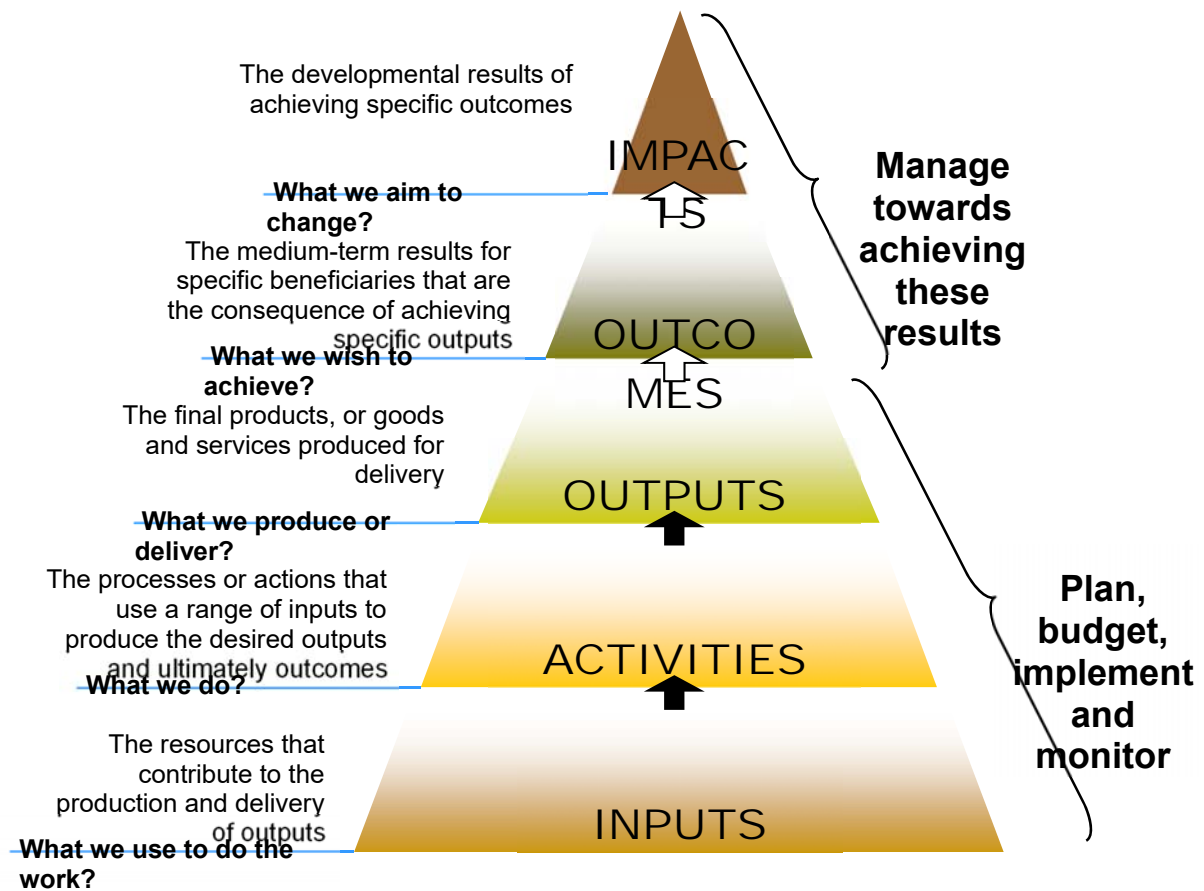 The developmental results of
achieving specific outcomes
IMPAC
TS
What we aim to
change?
The medium-term results for
specific beneficiaries that are
the consequence of achieving
specific outputs
OUTCO
MES
What we wish to
achieve?
The final products, or goods
and services produced for
delivery
OUTPUTS
What we produce or
deliver?
The processes or actions that
use a range of inputs to
produce the desired outputs
and ultimately outcomes
ACTIVITIES
What we do?
The resources that
contribute to the
production and delivery
of outputs
INPUTS
What we use to do the
work?
Manage
towards
achieving
these
results
Plan,
budget,
implement
and
monitor